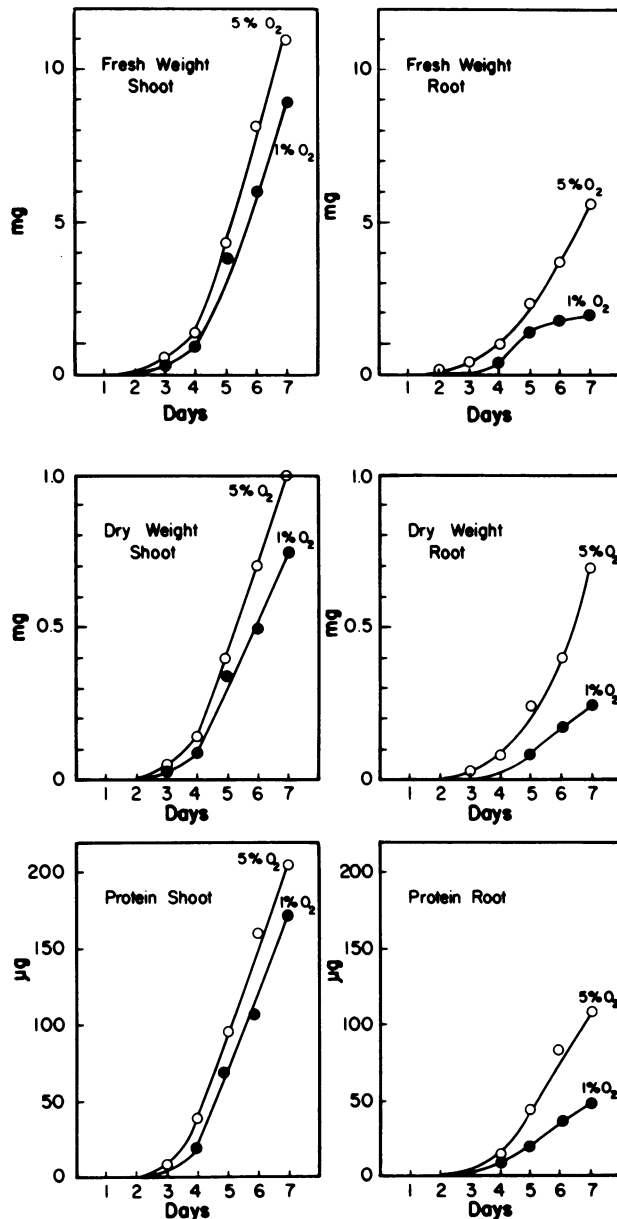 Fresh Weight
Shoot
5% O₂
1% O₂
mg
10
5
0
1 2 3 4 5 6 7
Days
Fresh Weight
Root
5% O₂
1% O₂
mg
10
5
0
1 2 3 4 5 6 7
Days
Dry Weight
Shoot
5% O₂
1% O₂
mg
1.0
0.5
0
1 2 3 4 5 6 7
Days
Dry Weight
Root
5% O₂
1% O₂
mg
1.0
0.5
0
1 2 3 4 5 6 7
Days
Protein Shoot
5% O₂
1% O₂
µg
200
150
100
50
0
1 2 3 4 5 6 7
Days
Protein Root
5% O₂
1% O₂
µg
200
150
100
50
0
1 2 3 4 5 6 7
Days